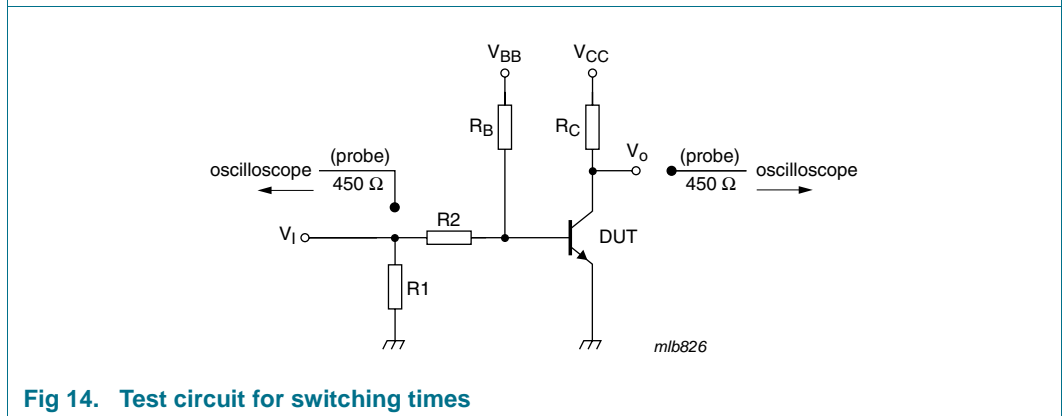 VBB
VCC
RB
RC
Vo
(probe)
oscilloscope
450 Ω
(probe)
oscilloscope
450 Ω
R2
VI
DUT
R1
mlb826
Fig 14. Test circuit for switching times